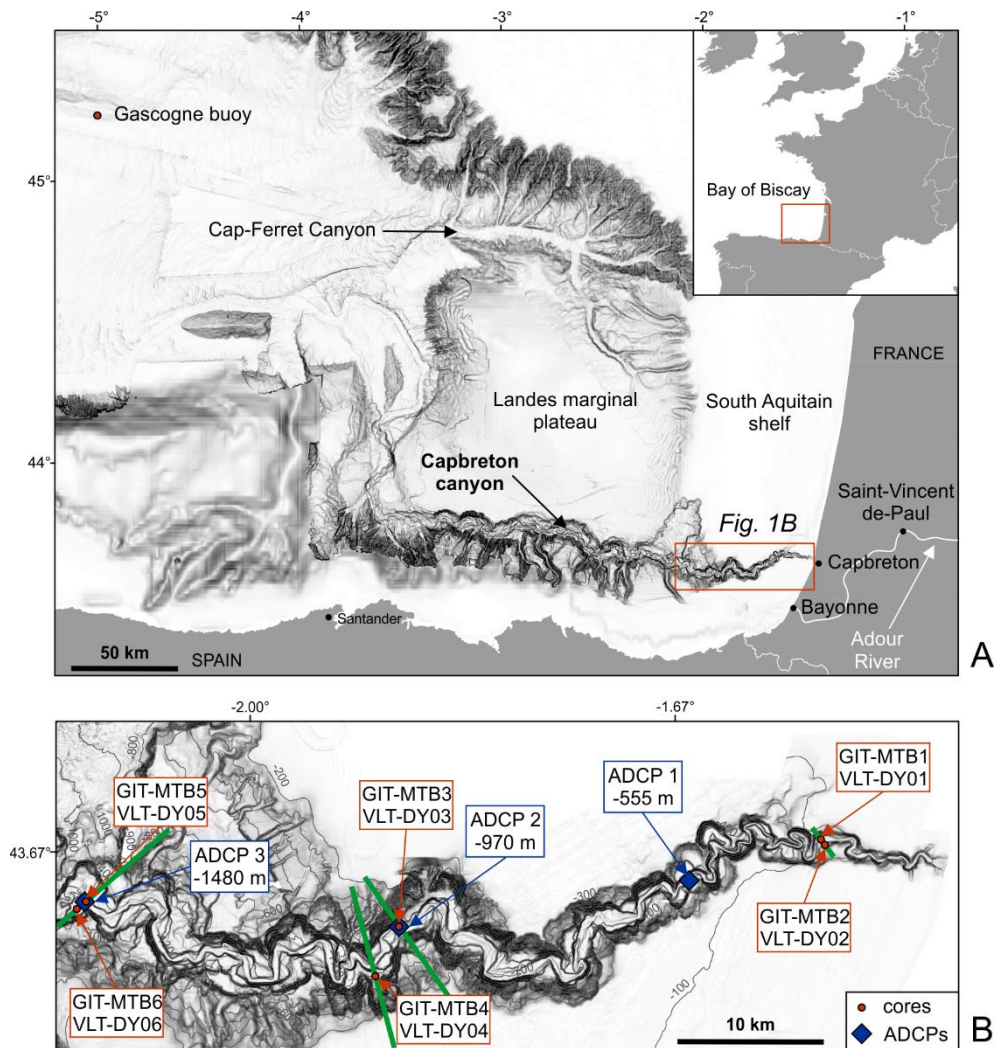 -5°
-4°
-3°
-2°
-1°
A
Gascogne buoy
45°
Cap-Ferret Canyon
Bay of Biscay
FRANCE
Landes marginal
plateau
South Aquitain
shelf
44°
Capbreton
canyon
Saint-Vincent
de-Paul
Fig. 1B
Capbreton
Bayonne
Santander
Adour
River
50 km
SPAIN
A
-2.00°
-1.67°
-800
-200
GIT-MTB5
VLT-DY05
GIT-MTB3
VLT-DY03
ADCP 1
-555 m
GIT-MTB1
VLT-DY01
ADCP 2
-970 m
43.67°
ADCP 3
-1480 m
-300
GIT-MTB2
VLT-DY02
-100
GIT-MTB6
VLT-DY06
GIT-MTB4
VLT-DY04
cores
ADCPs
10 km
B